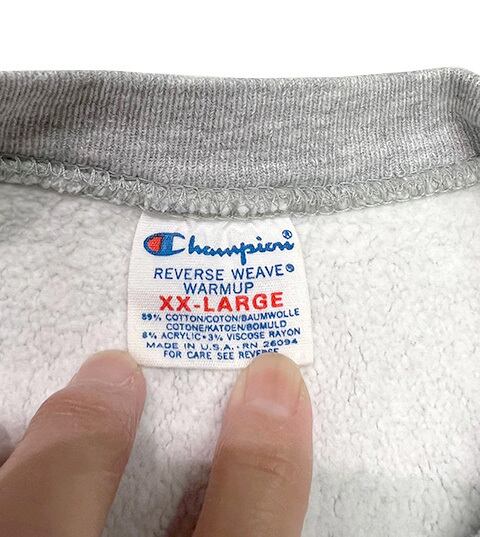 Champion®
REVERSE WEAVE®
WARMUP
XX-LARGE
89% COTTON/COTON/BAUMWOLLE
COTONE/KATOEN/BOMULD
8% ACRYLIC•3% VISCOSE RAYON
MADE IN U.S.A.•RN 26094
FOR CARE SEE REVERSE